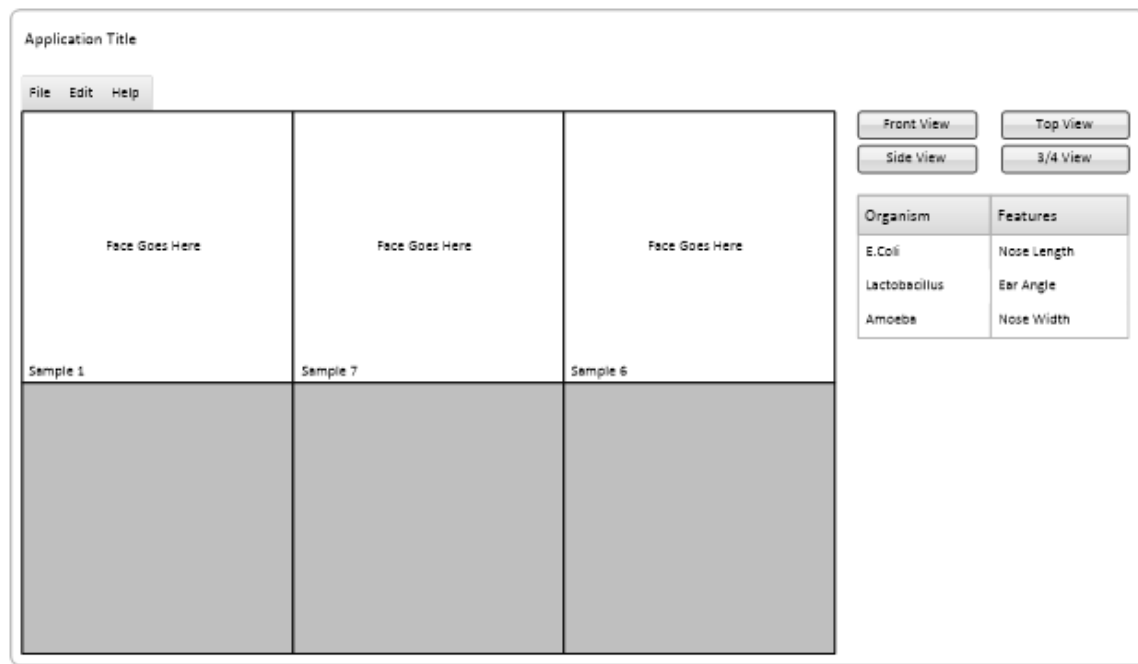 Application Title
File Edit Help
Face Goes Here Face Goes Here Face Goes Here
Sample 1 Sample 7 Sample 6
Front View Top View
Side View 3/4 View
Organism Features
E.Coli Nose Length
Lactobacillus Ear Angle
Amoeba Nose Width